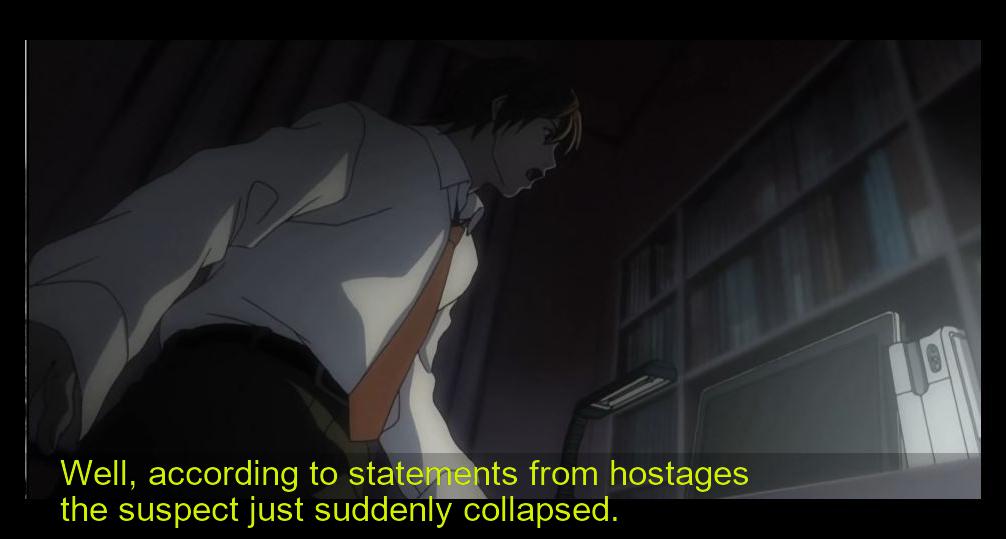 Well, according to statements from hostages
the suspect just suddenly collapsed.